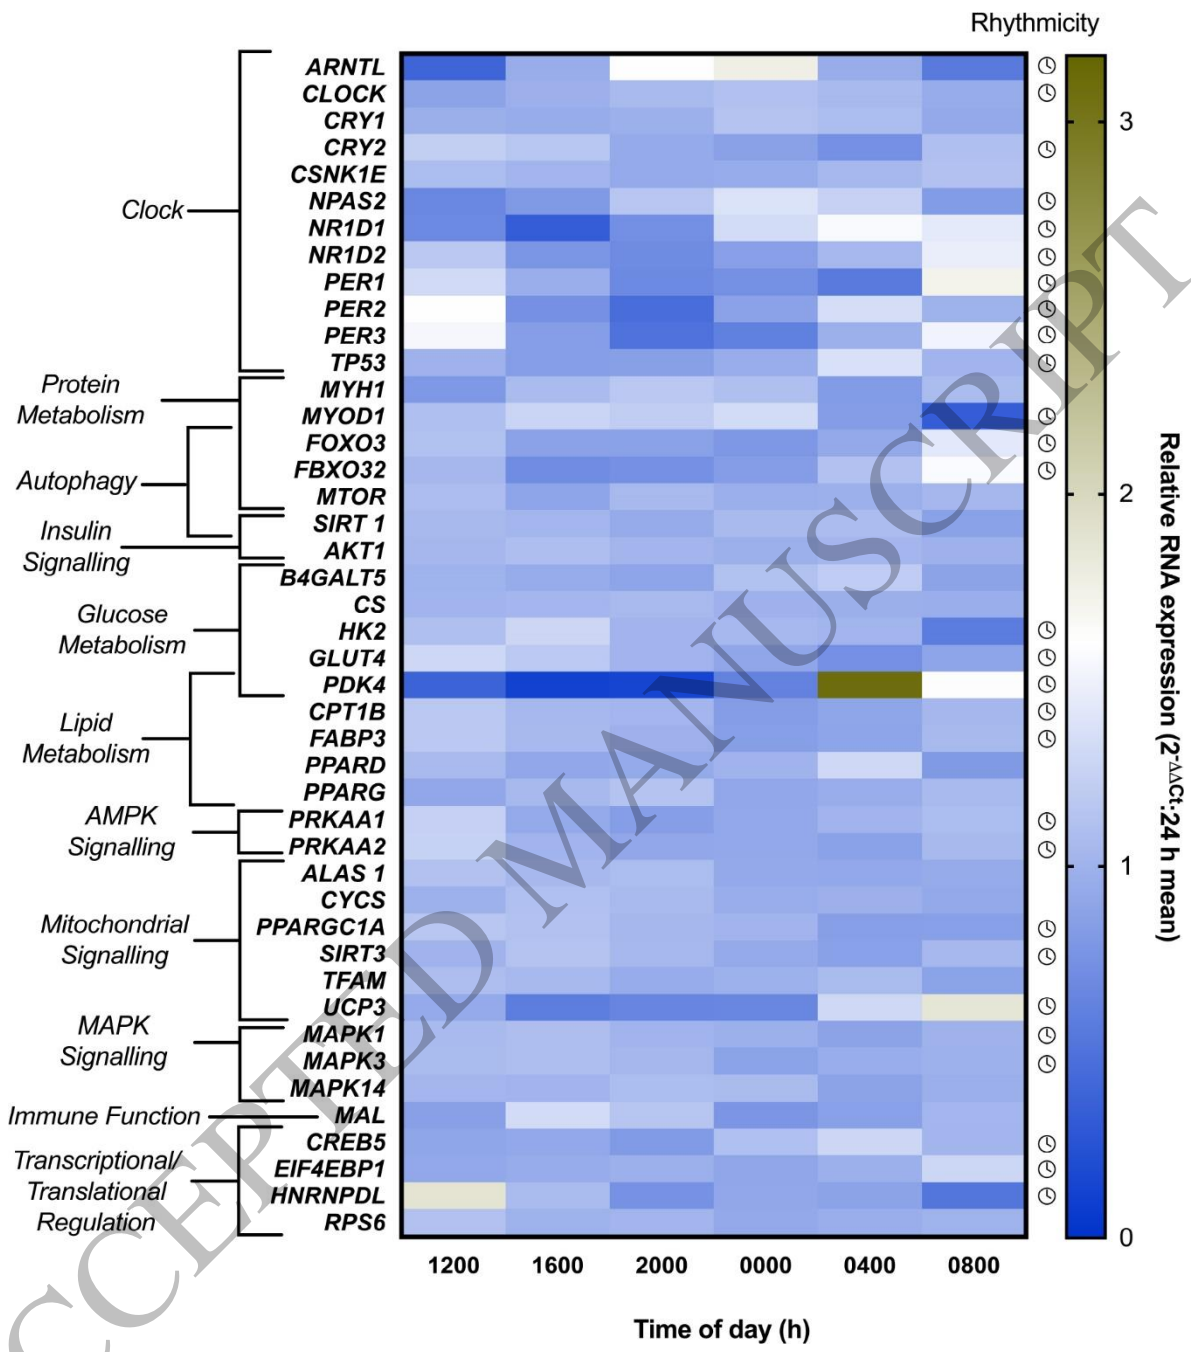 Rhythmicity
ARNTL
CLOCK
CRY1
CRY2
CSNK1E
Clock
NPAS2
NR1D1
NR1D2
PER1
PER2
PER3
TP53
Protein
Metabolism
MYH1
MYOD1
FOXO3
Autophagy
FBXO32
MTOR
Insulin
Signalling
SIRT 1
AKT1
B4GALT5
Glucose
Metabolism
CS
HK2
GLUT4
PDK4
Lipid
Metabolism
CPT1B
FABP3
PPARD
PPARG
AMPK
Signalling
PRKAA1
PRKAA2
ALAS 1
CYCS
Mitochondrial
Signalling
PPARGC1A
SIRT3
TFAM
UCP3
MAPK
Signalling
MAPK1
MAPK3
MAPK14
Immune Function
MAL
CREB5
Transcriptional/
Translational
Regulation
EIF4EBP1
HNRNPDL
RPS6
3
2
1
0
Relative RNA expression (2^-ΔΔCt:24 h mean)
1200 1600 2000 0000 0400 0800
Time of day (h)
CCEPTED MANUSCRIPT